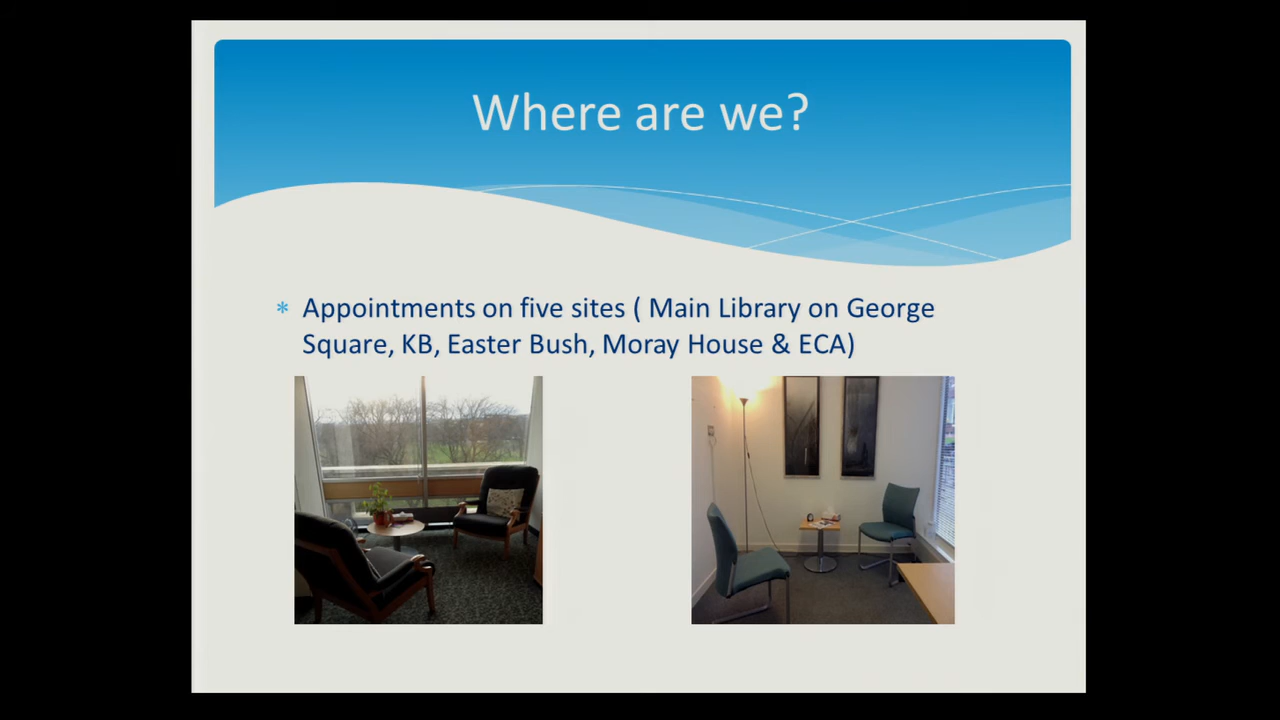 Where are we?
* Appointments on five sites ( Main Library on George
Square, KB, Easter Bush, Moray House & ECA)